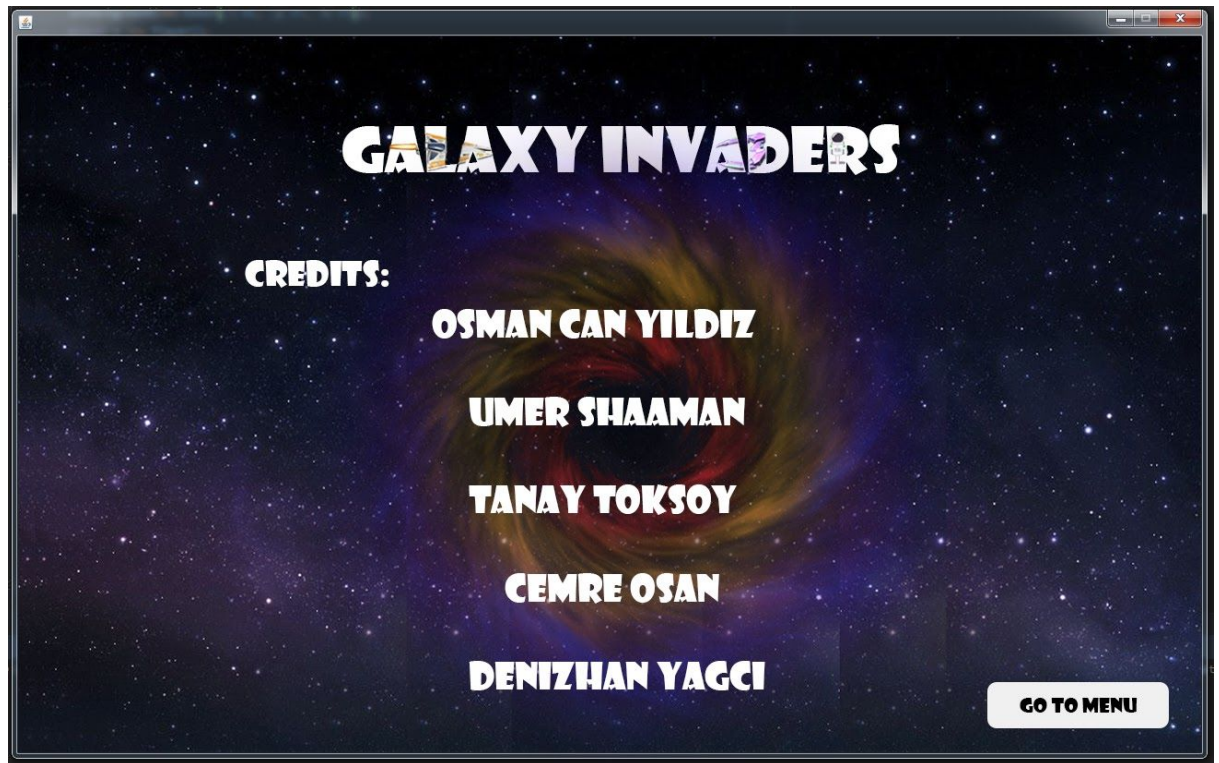 GALAXY INVADERS
CREDITS:
OSMAN CAN YILDIZ
UMER SHAAMAN
TANAY TOKSOY
CEMRE OSAN
DENIZHAN YAGCI
GO TO MENU